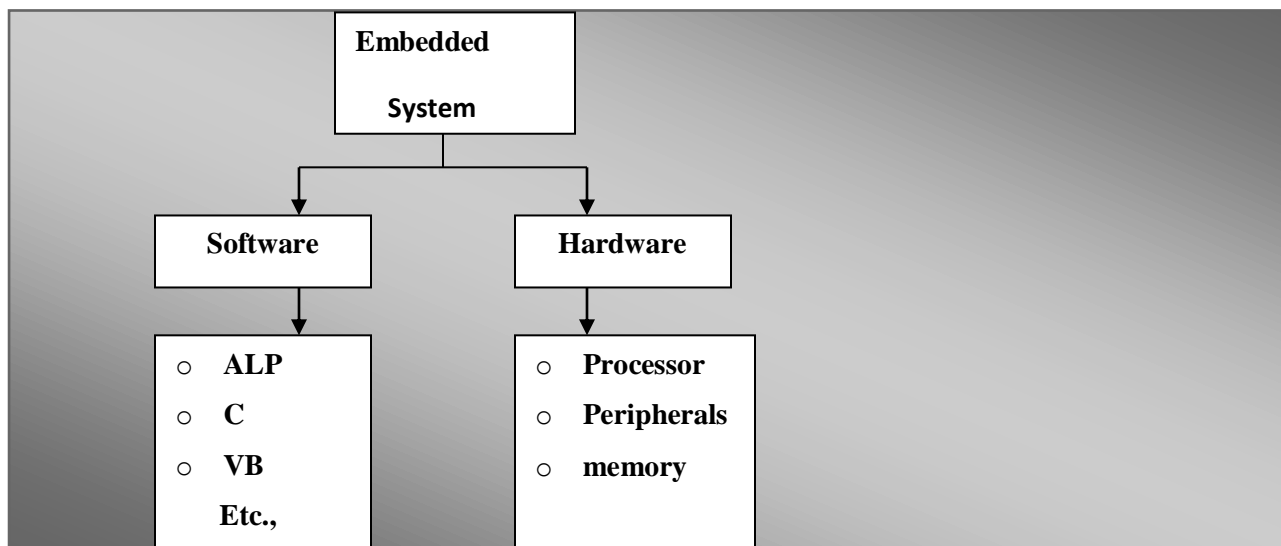 Embedded
System
Software
Hardware
o ALP
o C
o VB
Etc.,
o Processor
o Peripherals
o memory